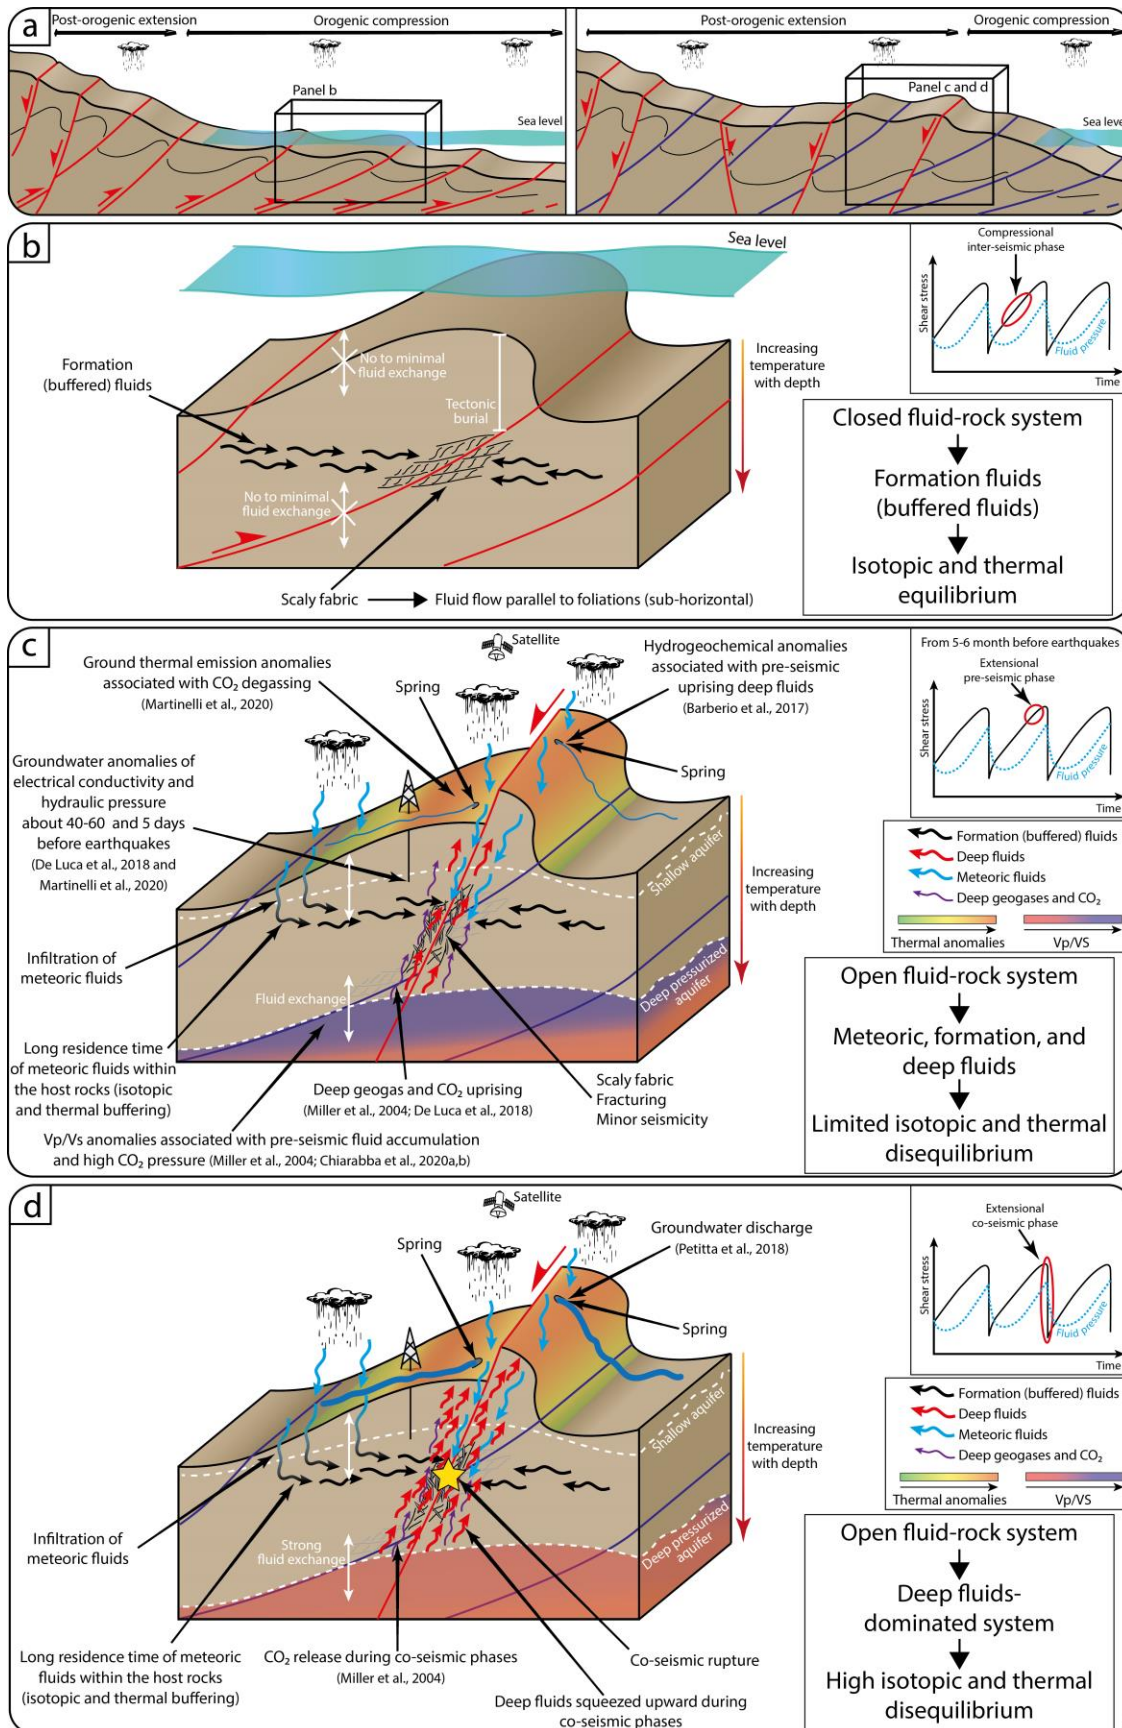 a
Post-orogenic extension
Orogenic compression
Panel b
Sea level
Post-orogenic extension
Orogenic compression
Panel c and d
Sea level
b
Sea level
Formation
(buffered) fluids
No to minimal
fluid exchange
Tectonic
burial
No to minimal
fluid exchange
Scaly fabric
Fluid flow parallel to foliations (sub-horizontal)
Increasing
temperature
with depth
Compressional
inter-seismic phase
Shear stress
Fluid pressure
Time
Closed fluid-rock system
Formation fluids
(buffered fluids)
Isotopic and thermal
equilibrium
c
Ground thermal emission anomalies
associated with CO₂ degassing
(Martinelli et al., 2020)
Satellite
Spring
Hydrogeochemical anomalies
associated with pre-seismic
uprising deep fluids
(Barberio et al., 2017)
Spring
Groundwater anomalies of
electrical conductivity and
hydraulic pressure
about 40-60 and 5 days
before earthquakes
(De Luca et al., 2018 and
Martinelli et al., 2020)
Infiltration of
meteoric fluids
Long residence time
of meteoric fluids within
the host rocks (isotopic
and thermal buffering)
Shallow aquifer
Deep pressurized
aquifer
Fluid exchange
Increasing
temperature
with depth
Deep geogas and CO₂ uprising
(Miller et al., 2004; De Luca et al., 2018)
Scaly fabric
Fracturing
Minor seismicity
Vp/Vs anomalies associated with pre-seismic fluid accumulation
and high CO₂ pressure (Miller et al., 2004; Chiarabba et al., 2020a,b)
From 5-6 month before earthquakes
Extensional
pre-seismic phase
Shear stress
Fluid pressure
Time
Formation (buffered) fluids
Deep fluids
Meteoric fluids
Deep geogases and CO₂
Thermal anomalies
Vp/VS
Open fluid-rock system
Meteoric, formation, and
deep fluids
Limited isotopic and thermal
disequilibrium
d
Satellite
Spring
Groundwater discharge
(Petitta et al., 2018)
Spring
Infiltration of
meteoric fluids
Long residence time of meteoric
fluids within the host rocks
(isotopic and thermal buffering)
Shallow aquifer
Deep pressurized
aquifer
Strong
fluid exchange
Increasing
temperature
with depth
CO₂ release during co-seismic phases
(Miller et al., 2004)
Co-seismic rupture
Deep fluids squeezed upward during
co-seismic phases
Extensional
co-seismic phase
Shear stress
Fluid pressure
Time
Formation (buffered) fluids
Deep fluids
Meteoric fluids
Deep geogases and CO₂
Thermal anomalies
Vp/VS
Open fluid-rock system
Deep fluids-
dominated system
High isotopic and thermal
disequilibrium